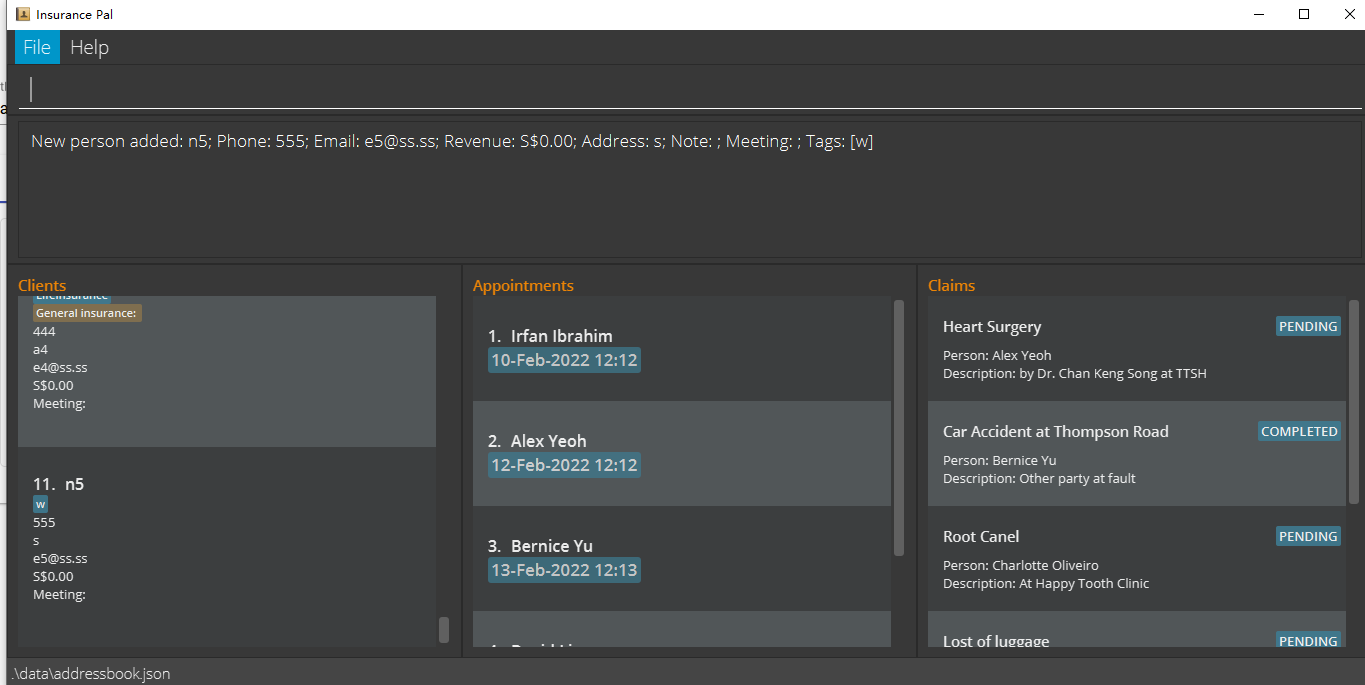 Insurance Pal
File Help
New person added: n5; Phone: 555; Email: e5@ss.ss; Revenue: S$0.00; Address: s; Note: ; Meeting: ; Tags: [w]
Clients
LifeInsurance
General insurance:
444
a4
e4@ss.ss
S$0.00
Meeting:
11. n5
w
555
s
e5@ss.ss
S$0.00
Meeting:
Appointments
1. Irfan Ibrahim
10-Feb-2022 12:12
2. Alex Yeoh
12-Feb-2022 12:12
3. Bernice Yu
13-Feb-2022 12:13
Claims
Heart Surgery PENDING
Person: Alex Yeoh
Description: by Dr. Chan Keng Song at TTSH
Car Accident at Thompson Road COMPLETED
Person: Bernice Yu
Description: Other party at fault
Root Canel PENDING
Person: Charlotte Oliveiro
Description: At Happy Tooth Clinic
Lost of luggage PENDING
.\data\addressbook.json